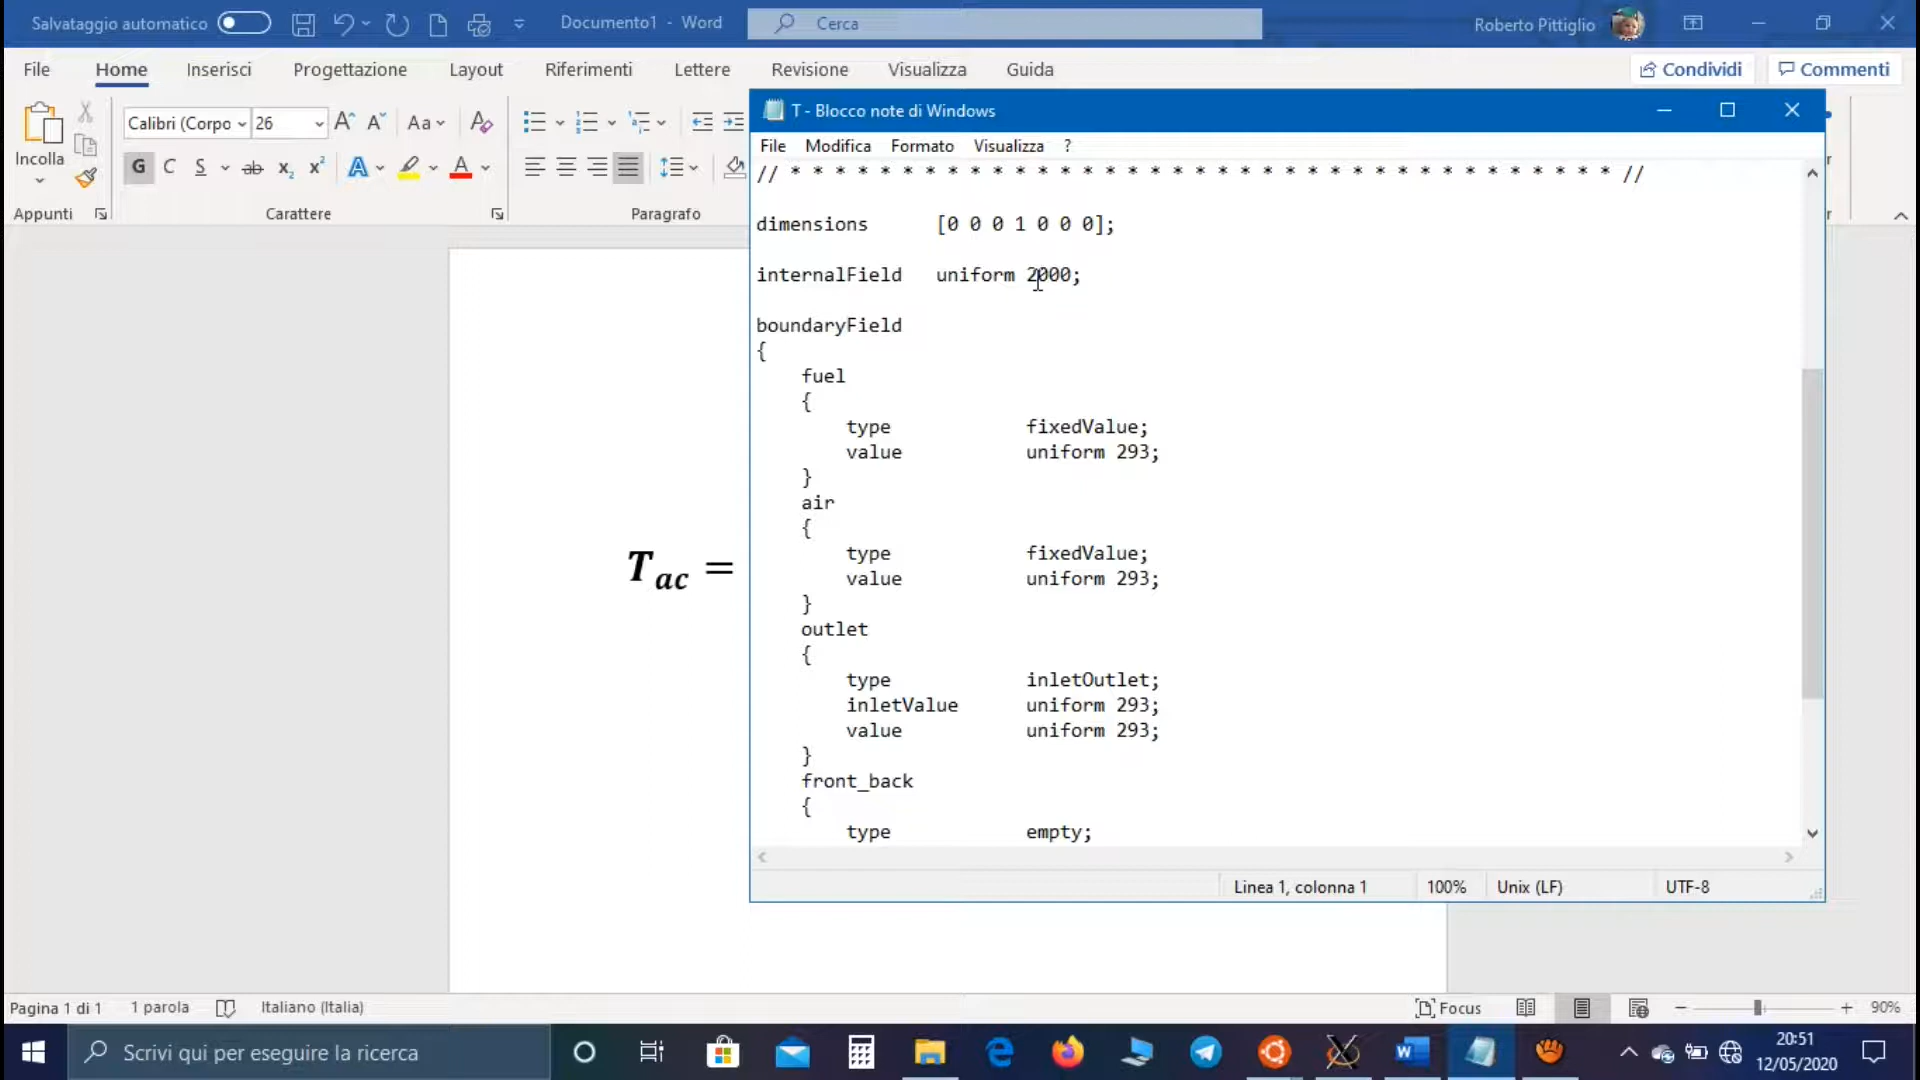 Salvataggio automatico
Documento1 - Word
Cerca
Roberto Pittiglio
File Home Inserisci Progettazione Layout Riferimenti Lettere Revisione Visualizza Guida
Condividi Commenti
Calibri (Corpo 26
Incolla
Appunti Carattere Paragrafo
T - Blocco note di Windows
File Modifica Formato Visualizza ?
// * * * * * * * * * * * * * * * * * * * * * * * * * * * * * * * * * * * * * //
dimensions [0 0 0 1 0 0 0];
internalField uniform 2000;
boundaryField
{
fuel
{
type fixedValue;
value uniform 293;
}
air
{
type fixedValue;
value uniform 293;
}
outlet
{
type inletOutlet;
inletValue uniform 293;
value uniform 293;
}
front_back
{
type empty;
Linea 1, colonna 1 100% Unix (LF) UTF-8
T_ac =
Pagina 1 di 1 1 parola Italiano (Italia)
Focus
90%
Scrivi qui per eseguire la ricerca
20:51
12/05/2020